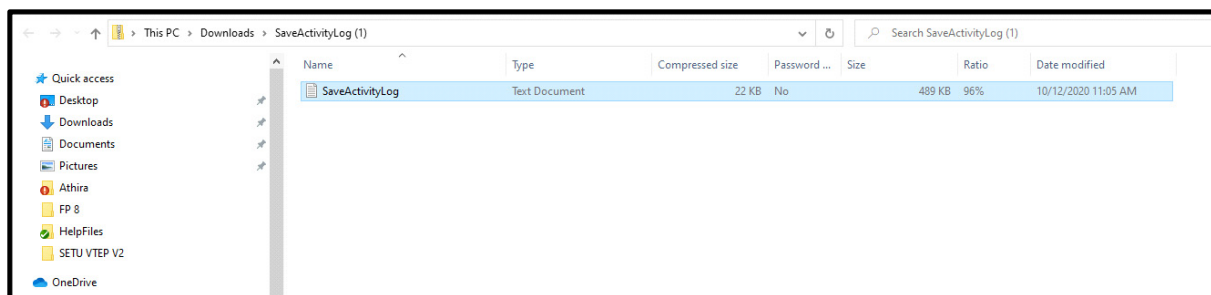 This PC > Downloads > SaveActivityLog (1)
Search SaveActivityLog (1)
Name Type Compressed size Password ... Size Ratio Date modified
SaveActivityLog Text Document 22 KB No 489 KB 96% 10/12/2020 11:05 AM
Quick access
Desktop
Downloads
Documents
Pictures
Athira
FP 8
HelpFiles
SETU VTEP V2
OneDrive